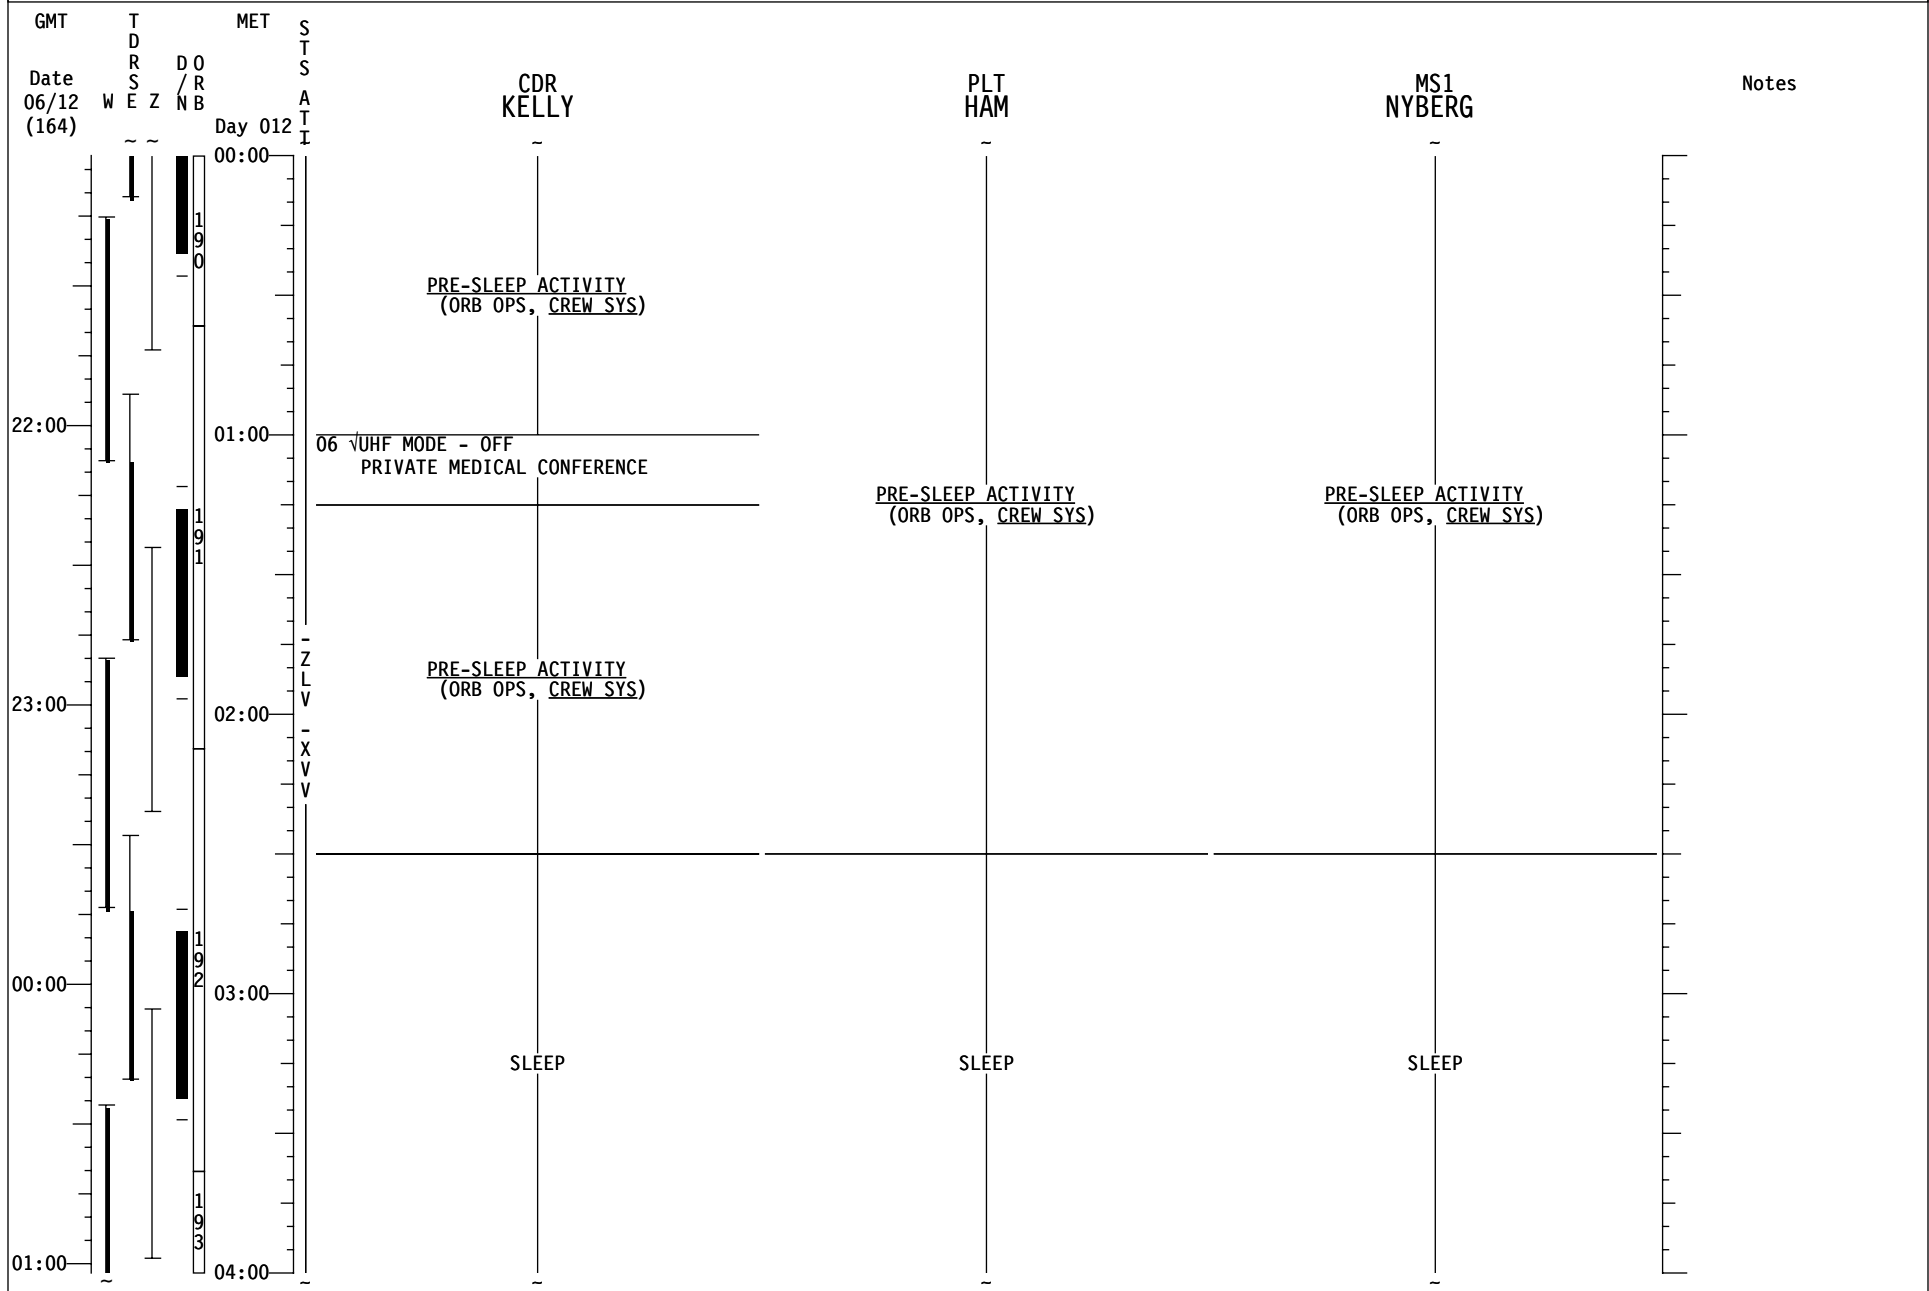 GMT
TDRS
MET
STS ATT
Date
06/12
(164)
W E Z
D/N
ORB
Day 012
CDR
KELLY
PLT
HAM
MS1
NYBERG
Notes
~ ~ ~ ~ ~ ~
00:00
190
PRE-SLEEP ACTIVITY
(ORB OPS, CREW SYS)
22:00
01:00
06 √UHF MODE - OFF
PRIVATE MEDICAL CONFERENCE
PRE-SLEEP ACTIVITY
(ORB OPS, CREW SYS)
PRE-SLEEP ACTIVITY
(ORB OPS, CREW SYS)
191
-ZLV -XVV
PRE-SLEEP ACTIVITY
(ORB OPS, CREW SYS)
23:00
02:00
192
00:00
03:00
SLEEP
SLEEP
SLEEP
193
01:00
04:00
~ ~ ~ ~ ~